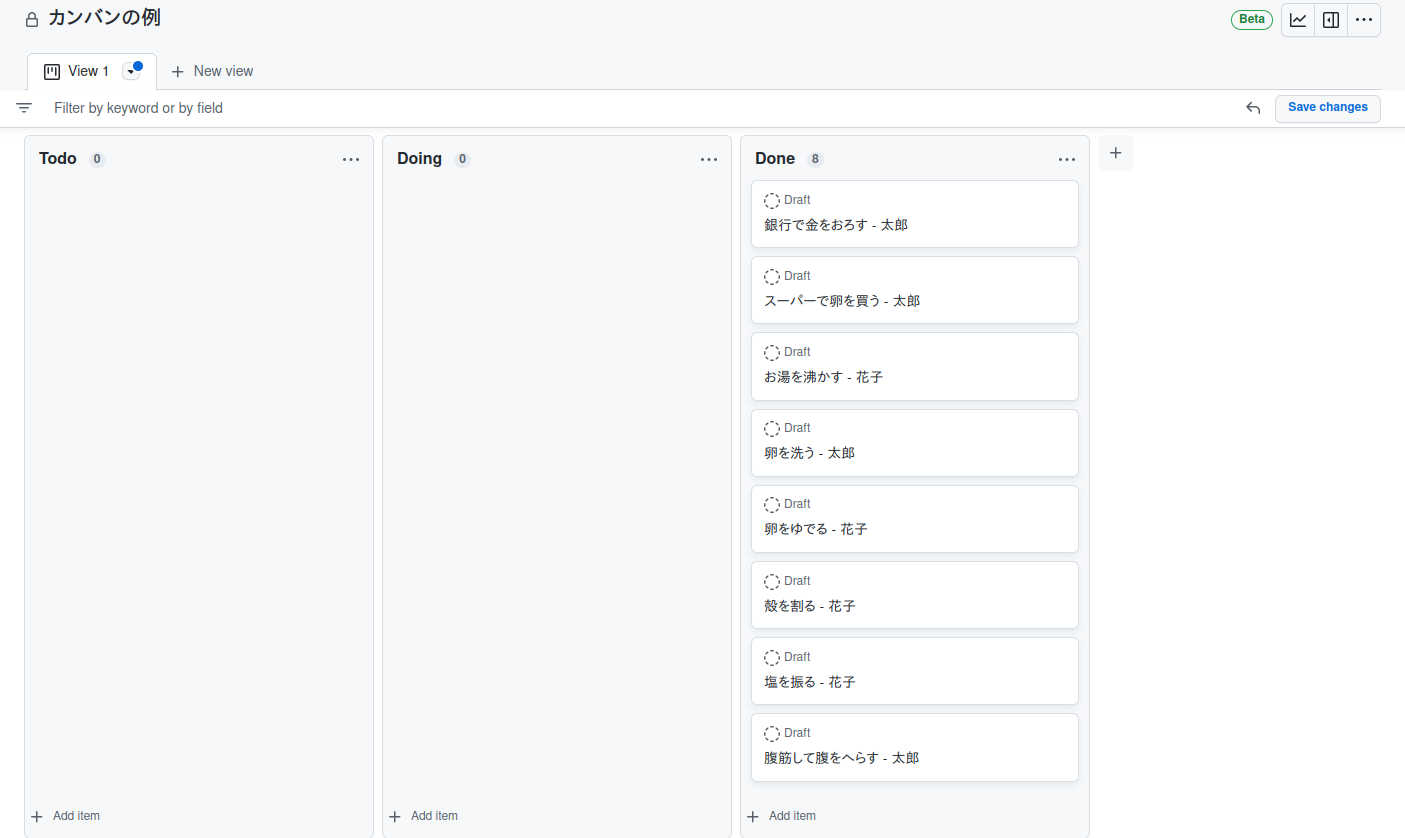 カンバンの例
Beta
View 1
New view
Filter by keyword or by field
Save changes
Todo 0
Doing 0
Done 8
Draft
銀行で金をおろす - 太郎
Draft
スーパーで卵を買う - 太郎
Draft
お湯を沸かす - 花子
Draft
卵を洗う - 太郎
Draft
卵をゆでる - 花子
Draft
殻を割る - 花子
Draft
塩を振る - 花子
Draft
腹筋して腹をへらす - 太郎
Add item
Add item
Add item